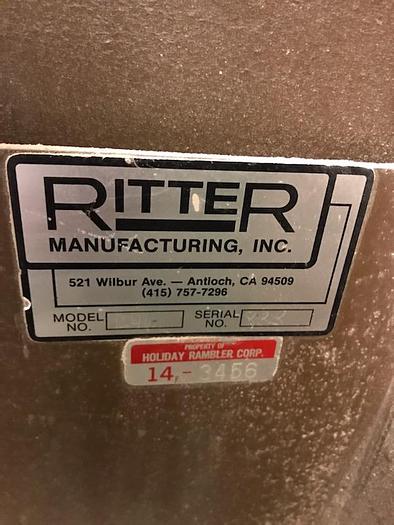 RITTER
MANUFACTURING, INC.
521 Wilbur Ave. — Antioch, CA 94509
(415) 757-7296
MODEL NO.
SERIAL NO.
PROPERTY OF
HOLIDAY RAMBLER CORP.
14,-3456